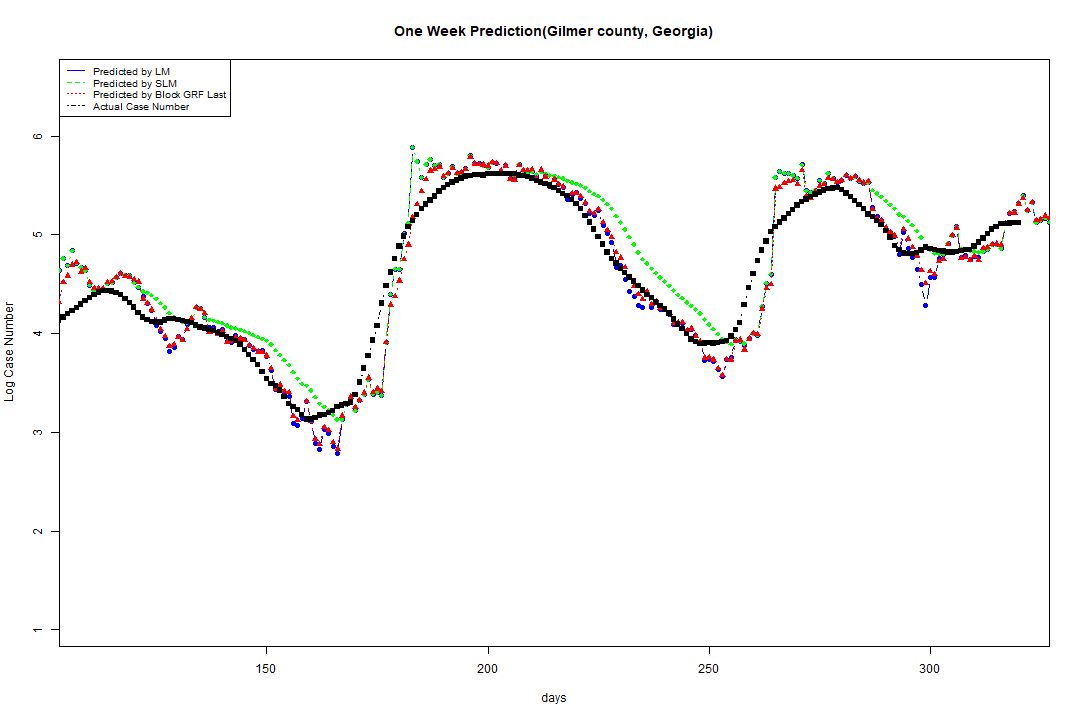 One Week Prediction(Gilmer county, Georgia)
Predicted by LM
Predicted by SLM
Predicted by Block GRF Last
Actual Case Number
6
5
4
3
2
1
Log Case Number
150 200 250 300
days